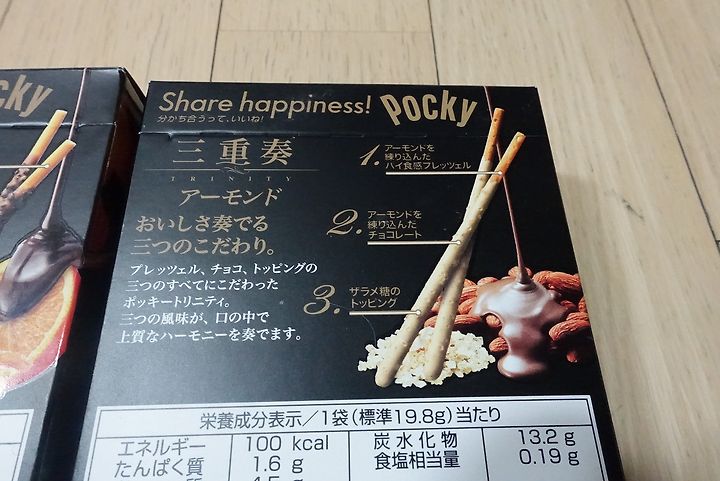 cky
Share happiness! Pocky
分かち合うって、いいね!
三重奏
TRINITY
アーモンド
おいしさ奏でる
三つのこだわり。
プレッツェル、チョコ、トッピングの
三つのすべてにこだわった
ポッキートリニティ。
三つの風味が、口の中で
上質なハーモニーを奏でます。
1. アーモンドを
練り込んだ
ハイ食感プレッツェル
2. アーモンドを
練り込んだ
チョコレート
3. ザラメ糖の
トッピング
栄養成分表示/1袋(標準19.8g)当たり
エネルギー 100 kcal 炭水化物 13.2 g
たんぱく質 1.6 g 食塩相当量 0.19 g